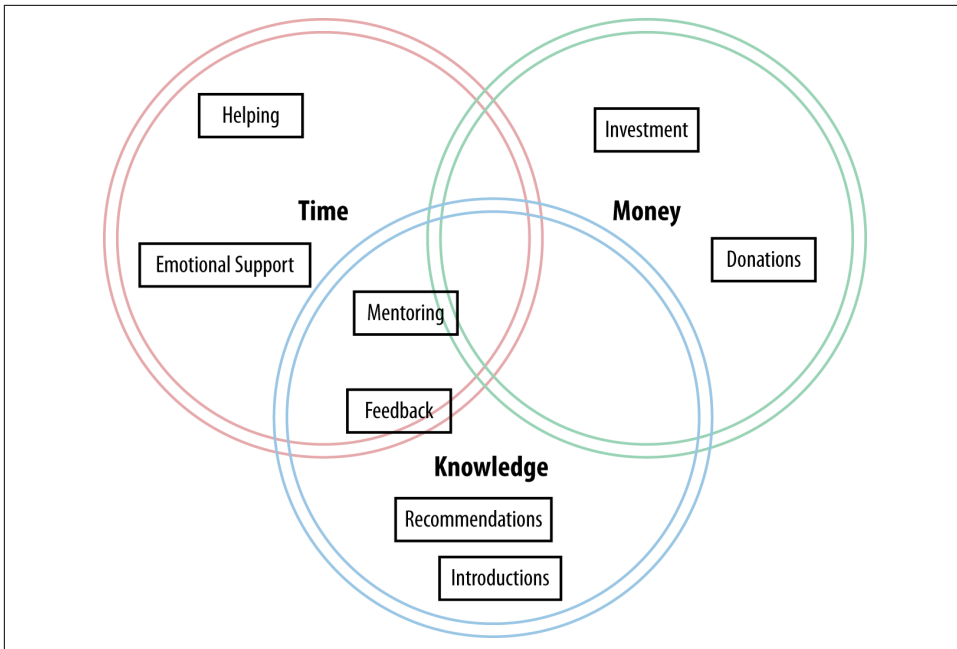 Helping
Investment
Time
Money
Emotional Support
Donations
Mentoring
Feedback
Knowledge
Recommendations
Introductions